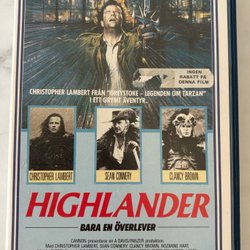 INGEN
RABATT PÅ
DENNA FILM
CHRISTOPHER LAMBERT FRÅN "GREYSTOKE - LEGENDEN OM TARZAN"
I ETT GRYMT ÄVENTYR..
CHRISTOPHER LAMBERT
SEAN CONNERY
CLANCY BROWN
HIGHLANDER
BARA EN ÖVERLEVER
CANNON presenterar en A DAVIS/PANZER produktion.
Med CHRISTOPHER LAMBERT, SEAN CONNERY, CLANCY BROWN, ROZANNE HART,